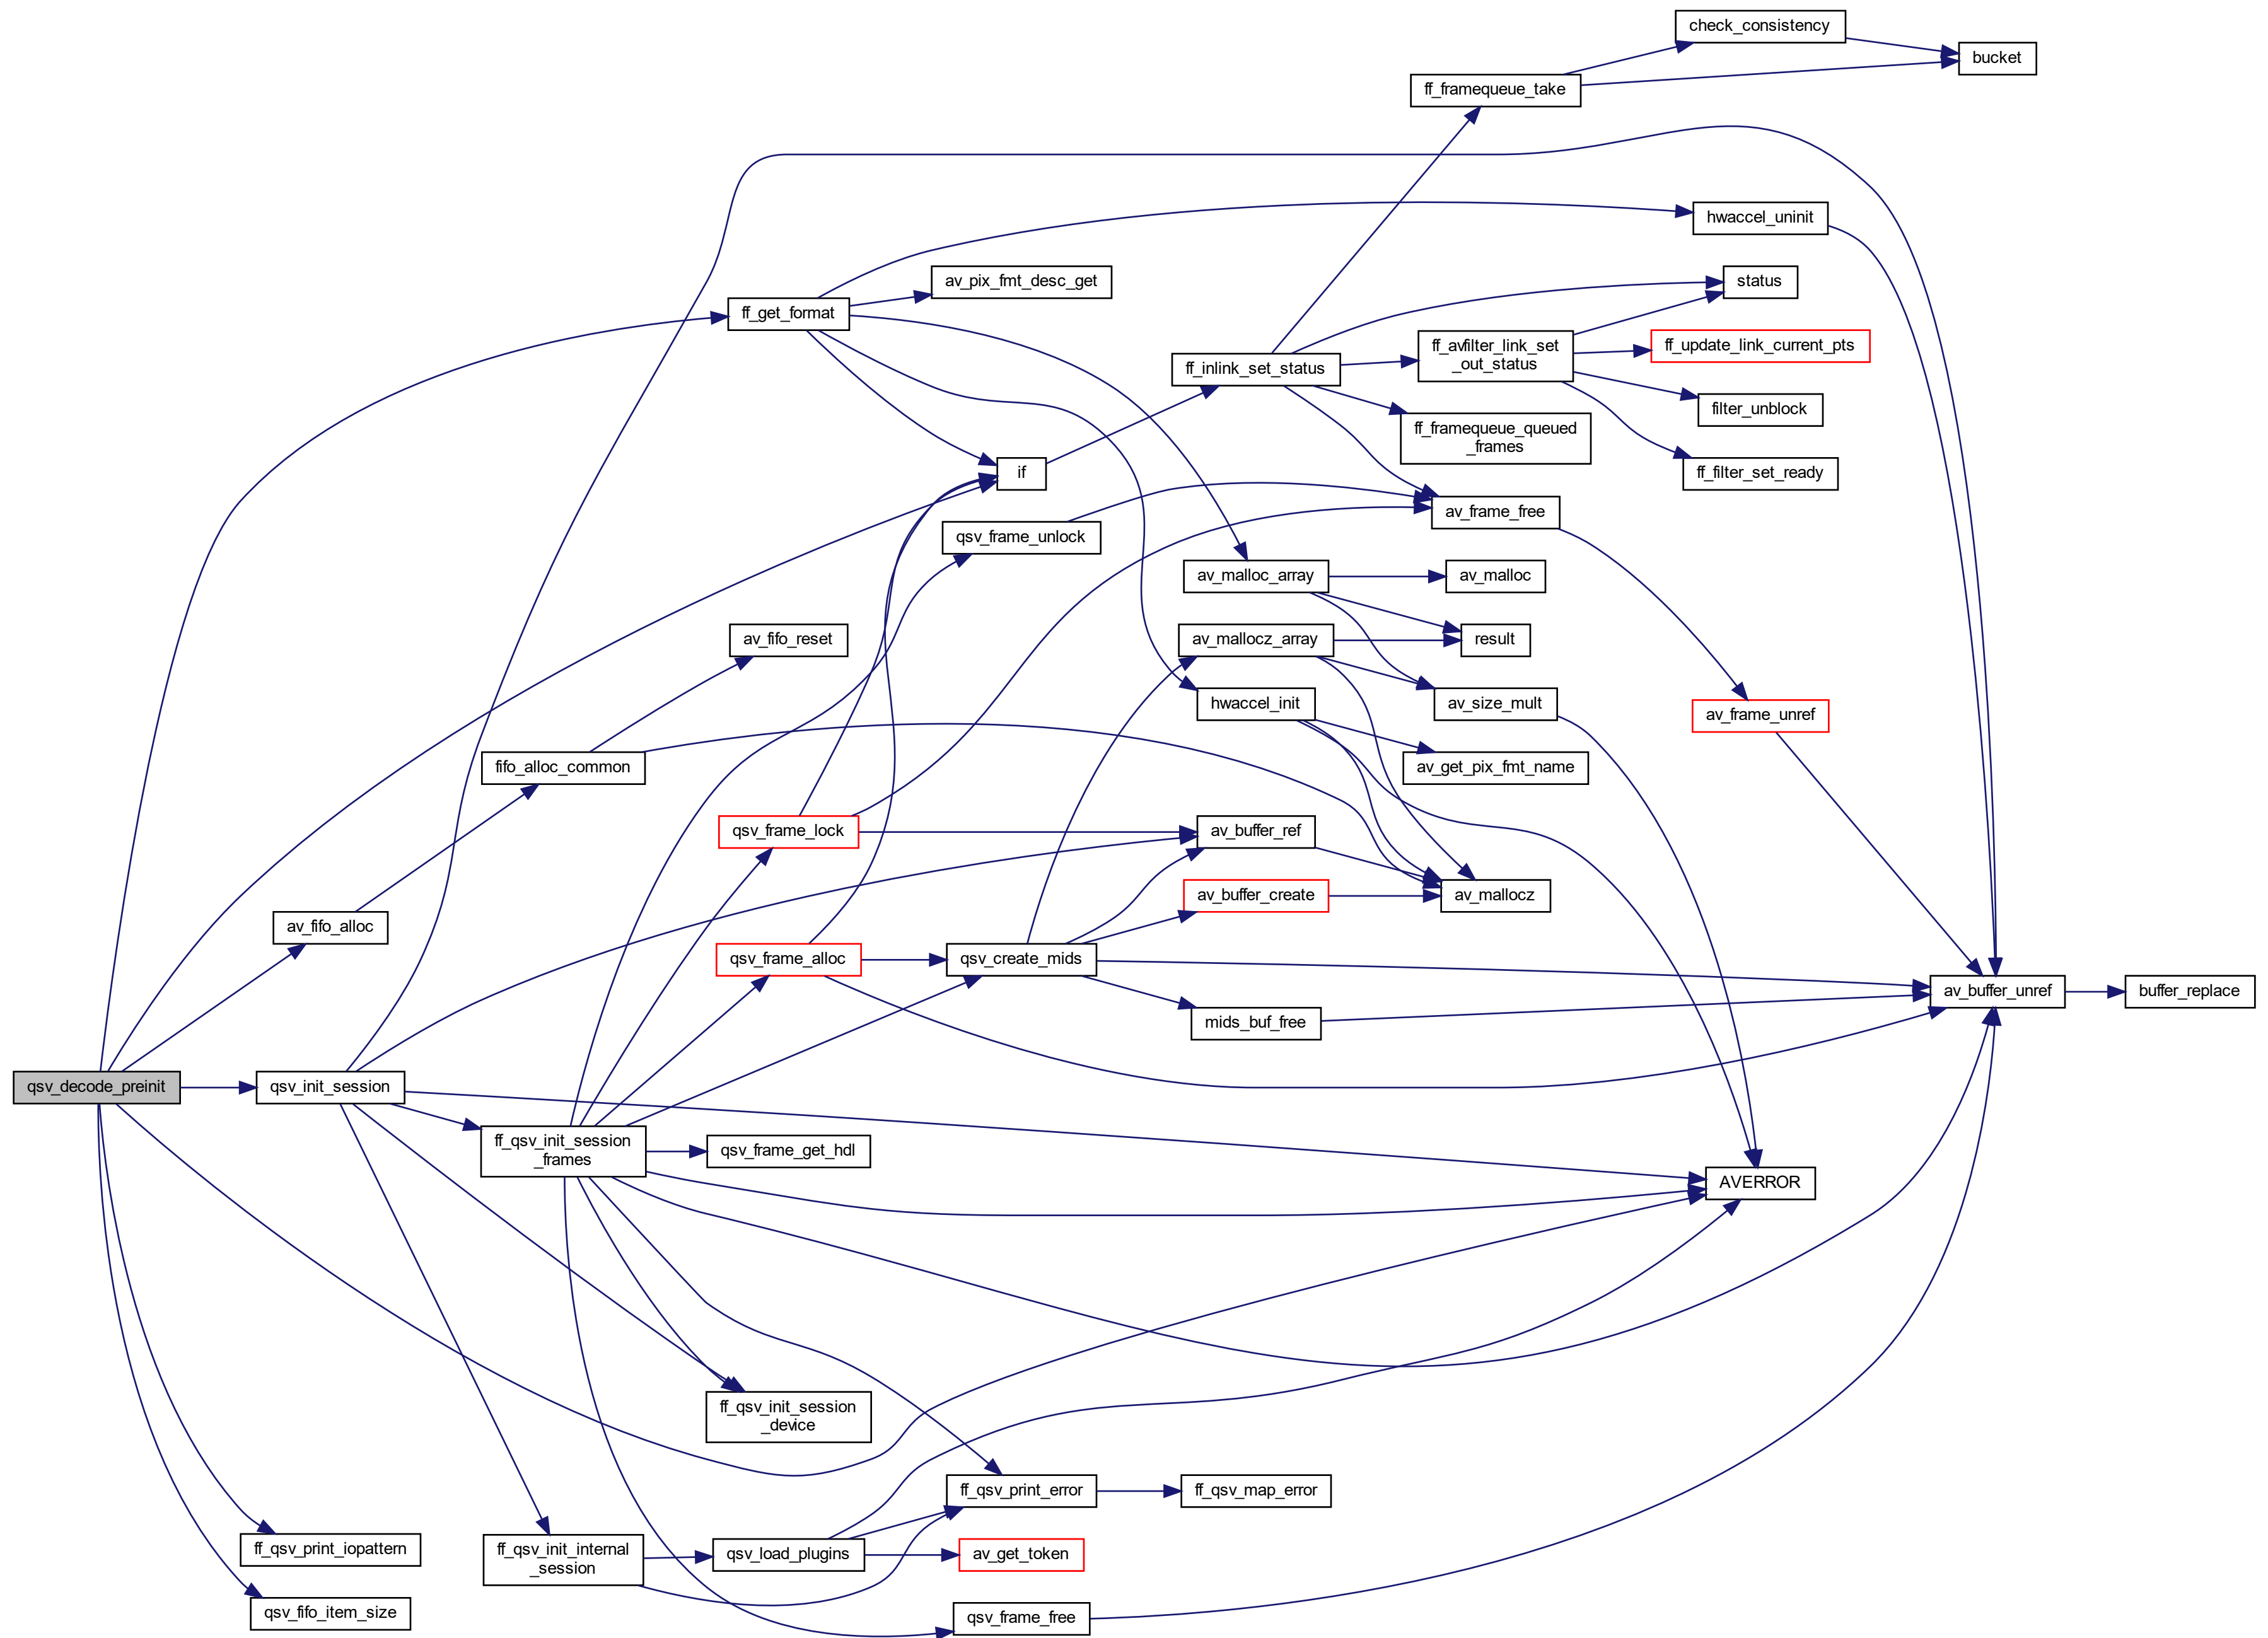 check_consistency
bucket
ff_framequeue_take
hwaccel_uninit
av_pix_fmt_desc_get
status
ff_get_format
ff_avfilter_link_set
_out_status
ff_update_link_current_pts
ff_inlink_set_status
filter_unblock
ff_framequeue_queued
_frames
if
ff_filter_set_ready
av_frame_free
qsv_frame_unlock
av_malloc_array
av_malloc
av_fifo_reset
av_mallocz_array
result
hwaccel_init
av_size_mult
av_frame_unref
fifo_alloc_common
av_get_pix_fmt_name
qsv_frame_lock
av_buffer_ref
av_buffer_create
av_mallocz
av_fifo_alloc
qsv_frame_alloc
qsv_create_mids
av_buffer_unref
buffer_replace
mids_buf_free
qsv_decode_preinit
qsv_init_session
ff_qsv_init_session
_frames
qsv_frame_get_hdl
AVERROR
ff_qsv_init_session
_device
ff_qsv_print_error
ff_qsv_map_error
ff_qsv_print_iopattern
ff_qsv_init_internal
_session
qsv_load_plugins
av_get_token
qsv_fifo_item_size
qsv_frame_free